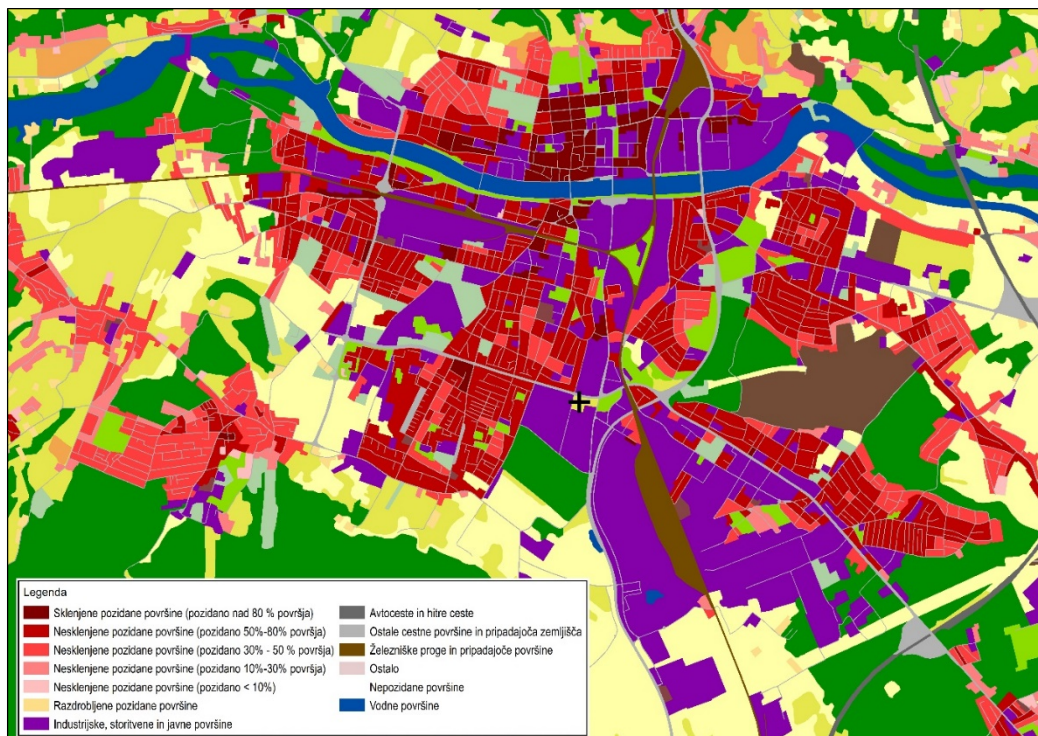 Legenda
Sklenjene pozidane površine (pozidano nad 80 % površja)
Nesklenjene pozidane površine (pozidano 50%-80% površja)
Nesklenjene pozidane površine (pozidano 30% - 50 % površja)
Nesklenjene pozidane površine (pozidano 10%-30% površja)
Nesklenjene pozidane površine (pozidano < 10%)
Razdrobljene pozidane površine
Industrijske, storitvene in javne površine
Avtoceste in hitre ceste
Ostale cestne površine in pripadajoča zemljišča
Železniške proge in pripadajoče površine
Ostalo
Nepozidane površine
Vodne površine